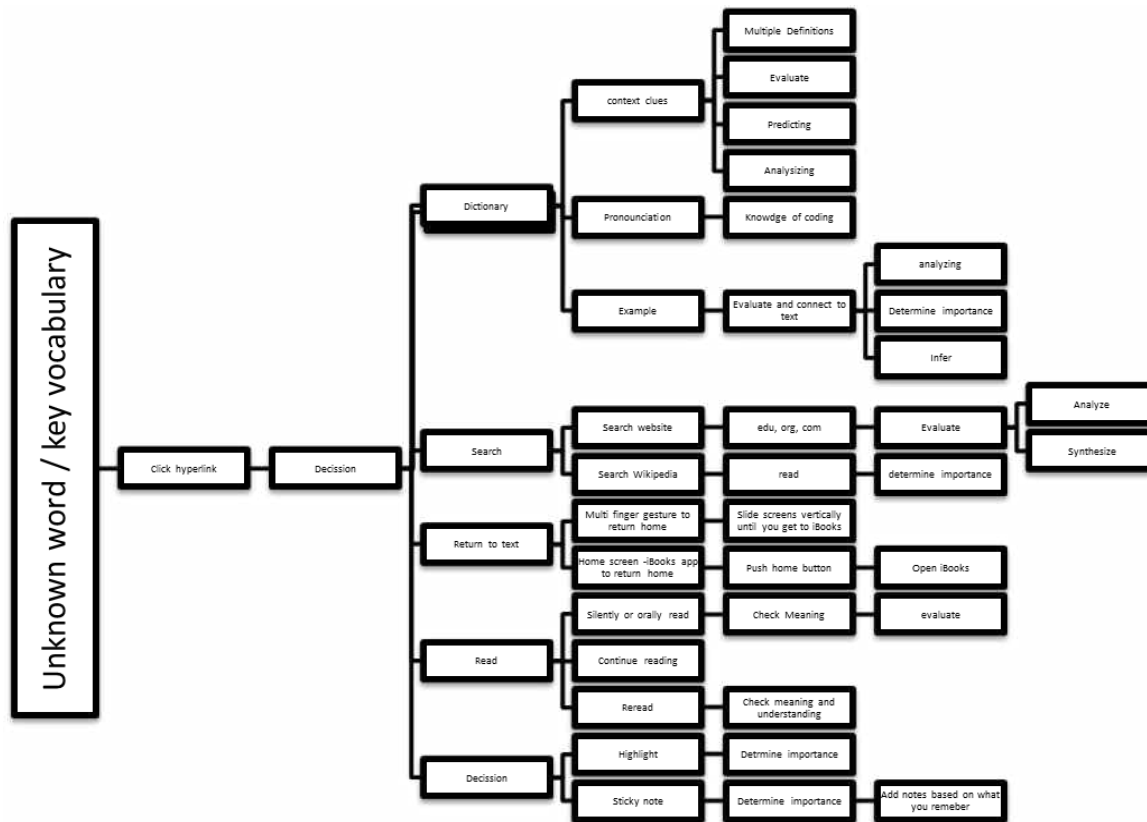 Unknown word / key vocabulary
Click hyperlink
Decission
Dictionary
context clues
Multiple Definitions
Evaluate
Predicting
Analysizing
Pronounciation
Knowdge of coding
Example
Evaluate and connect to
text
analyzing
Determine importance
Infer
Search
Search website
edu, org, com
Evaluate
Analyze
Synthesize
Search Wikipedia
read
determine importance
Return to text
Multi finger gesture to
return home
Slide screens vertically
until you get to iBooks
Home screen -iBooks app
to return home
Push home button
Open iBooks
Read
Silently or orally read
Check Meaning
evaluate
Continue reading
Reread
Check meaning and
understanding
Decission
Highlight
Detrmine importance
Sticky note
Determine importance
Add notes based on what
you remeber